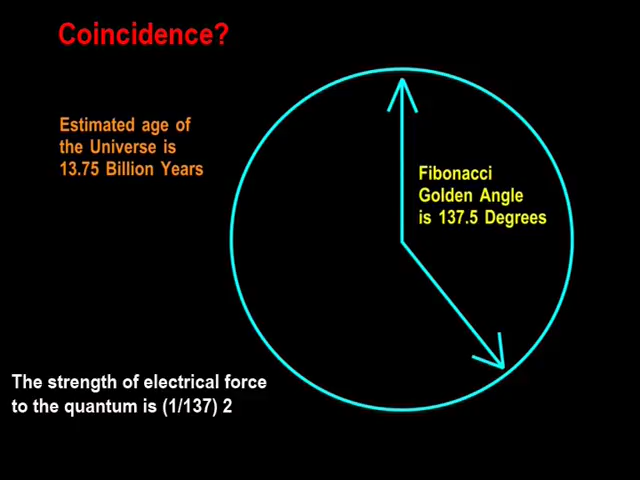 Coincidence?
Estimated age of
the Universe is
13.75 Billion Years
Fibonacci
Golden Angle
is 137.5 Degrees
The strength of electrical force
to the quantum is (1/137) 2